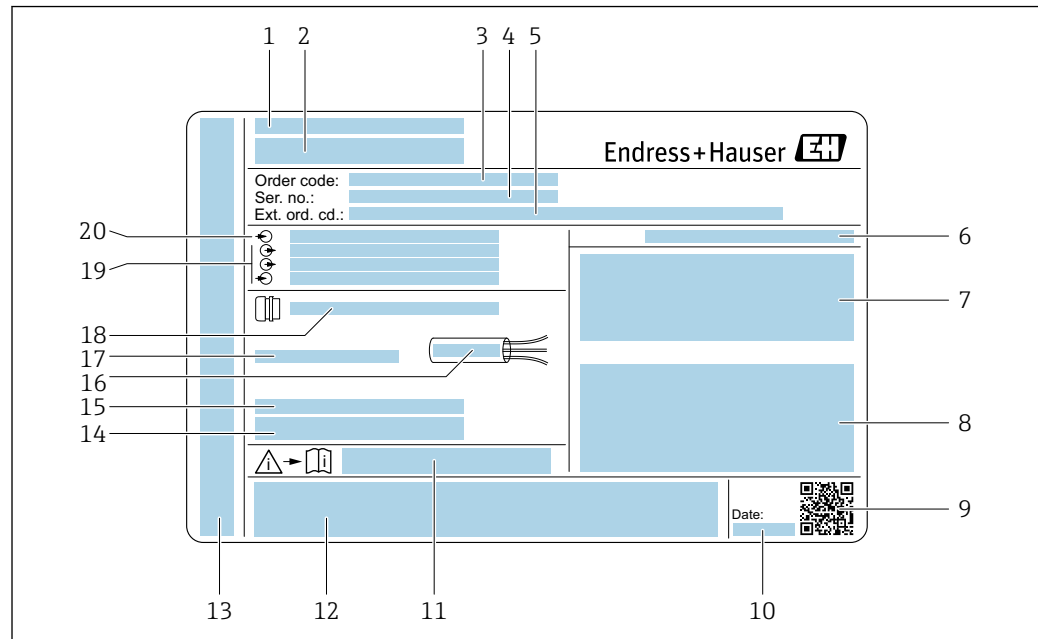 1 2 3 4 5
Endress+Hauser EH
Order code:
Ser. no.:
Ext. ord. cd.:
20
6
19
7
i
i
18
17
16
15
14
8
Date:
9
13 12 11 10